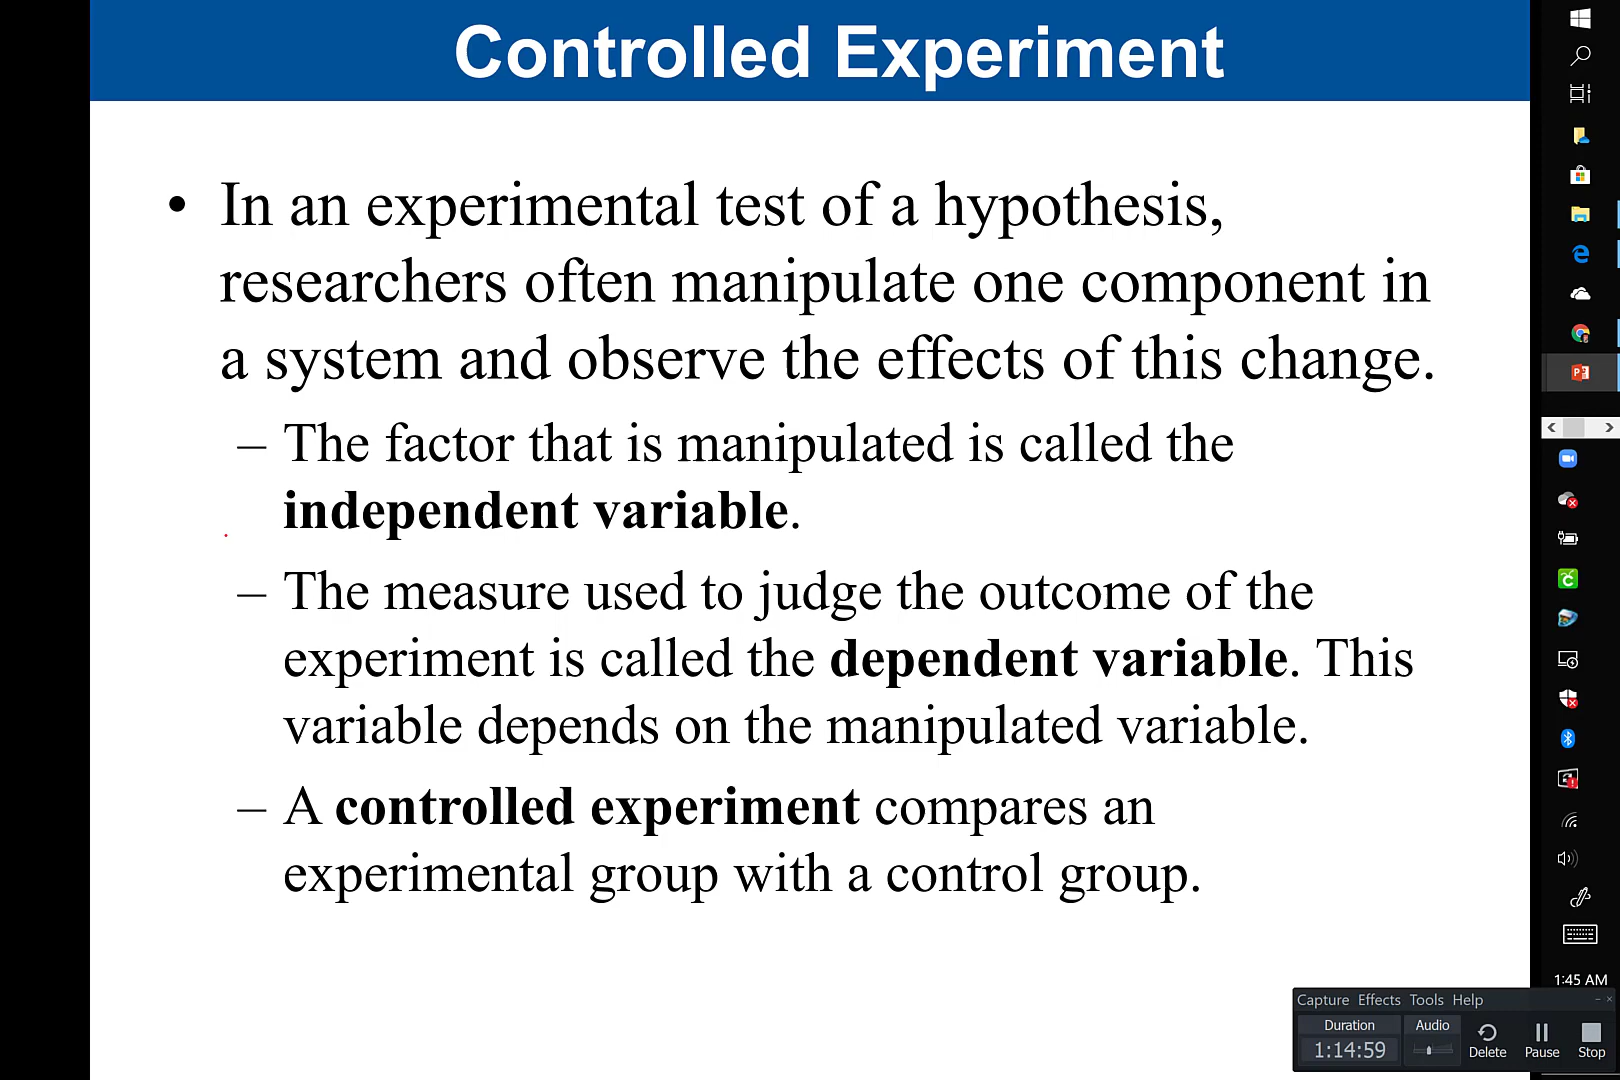 Controlled Experiment
• In an experimental test of a hypothesis,
researchers often manipulate one component in
a system and observe the effects of this change.
– The factor that is manipulated is called the
independent variable.
– The measure used to judge the outcome of the
experiment is called the dependent variable. This
variable depends on the manipulated variable.
– A controlled experiment compares an
experimental group with a control group.
1:45 AM
Capture Effects Tools Help
Duration Audio
1:14:59 Delete Pause Stop